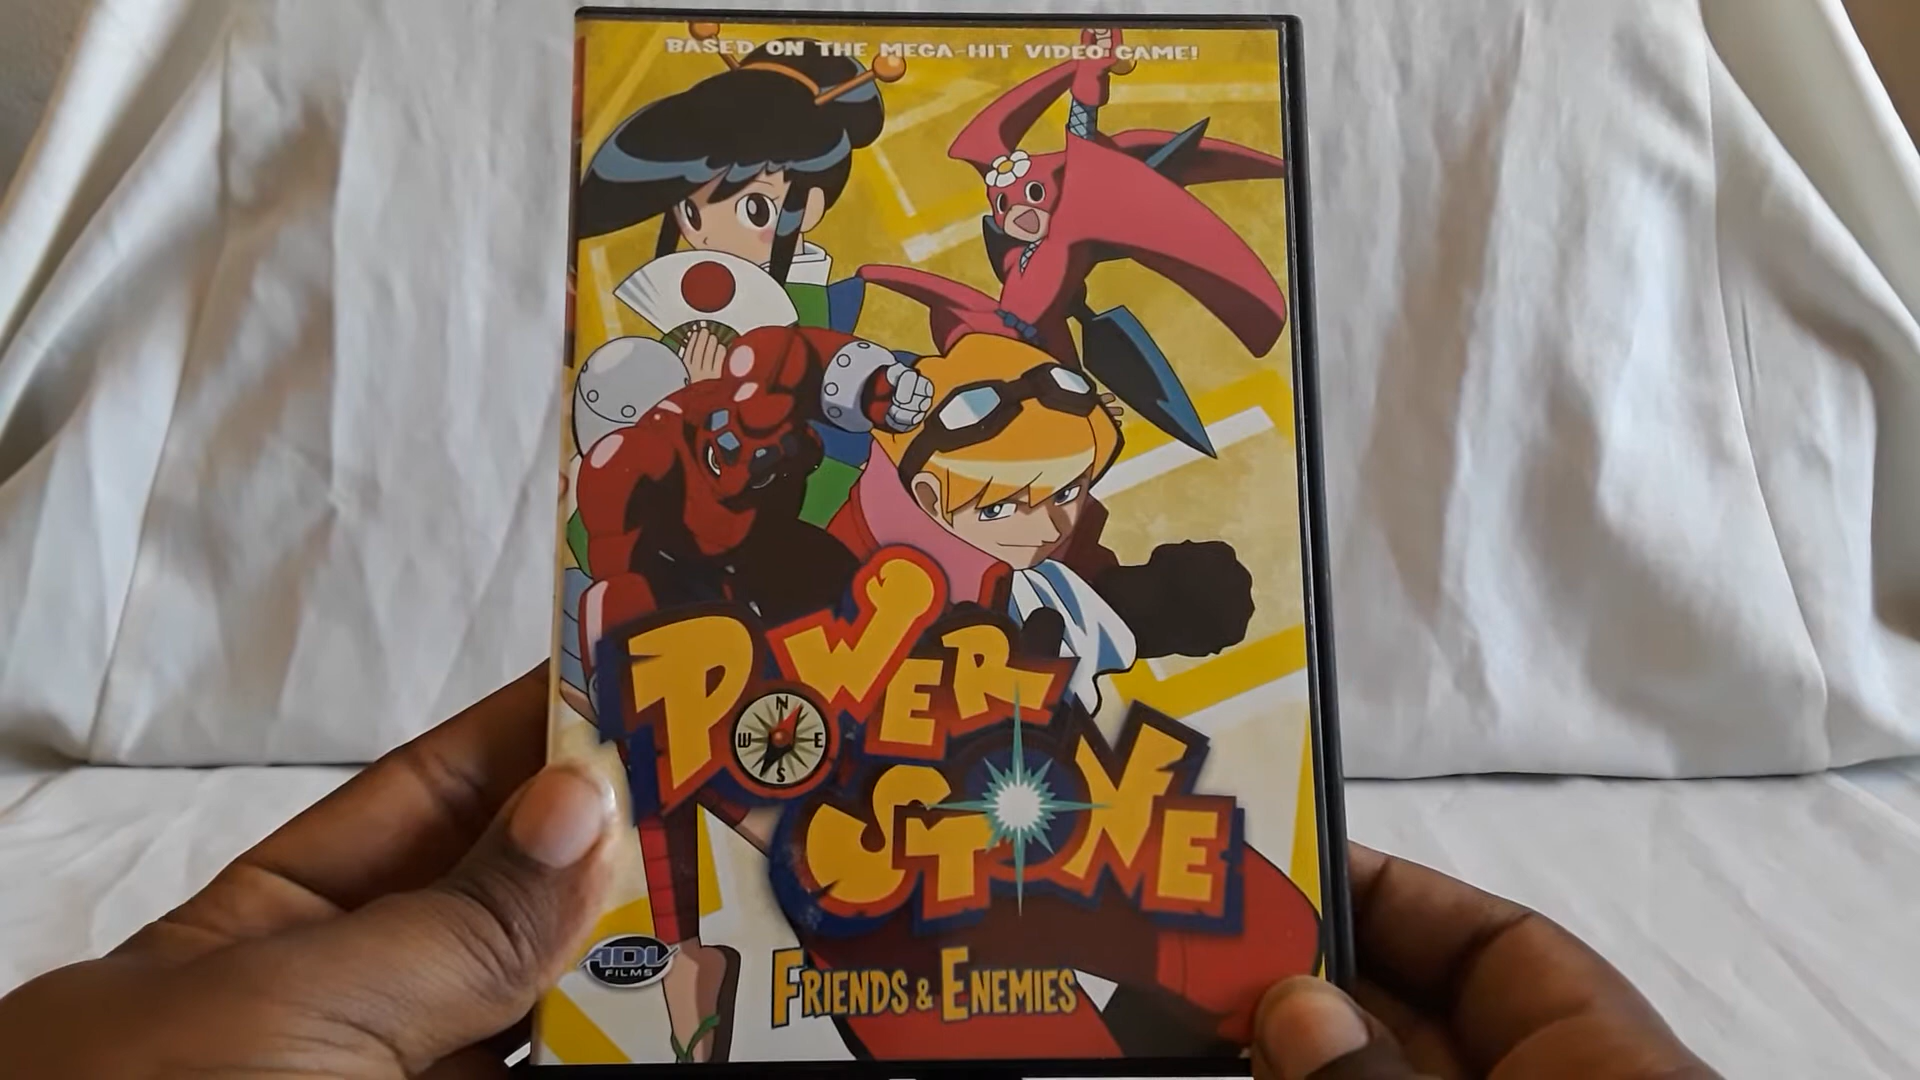 BASED ON THE MEGA-HIT VIDEO GAME!
POWER
N
W E
S
STONE
ADV
FILMS
FRIENDS & ENEMIES